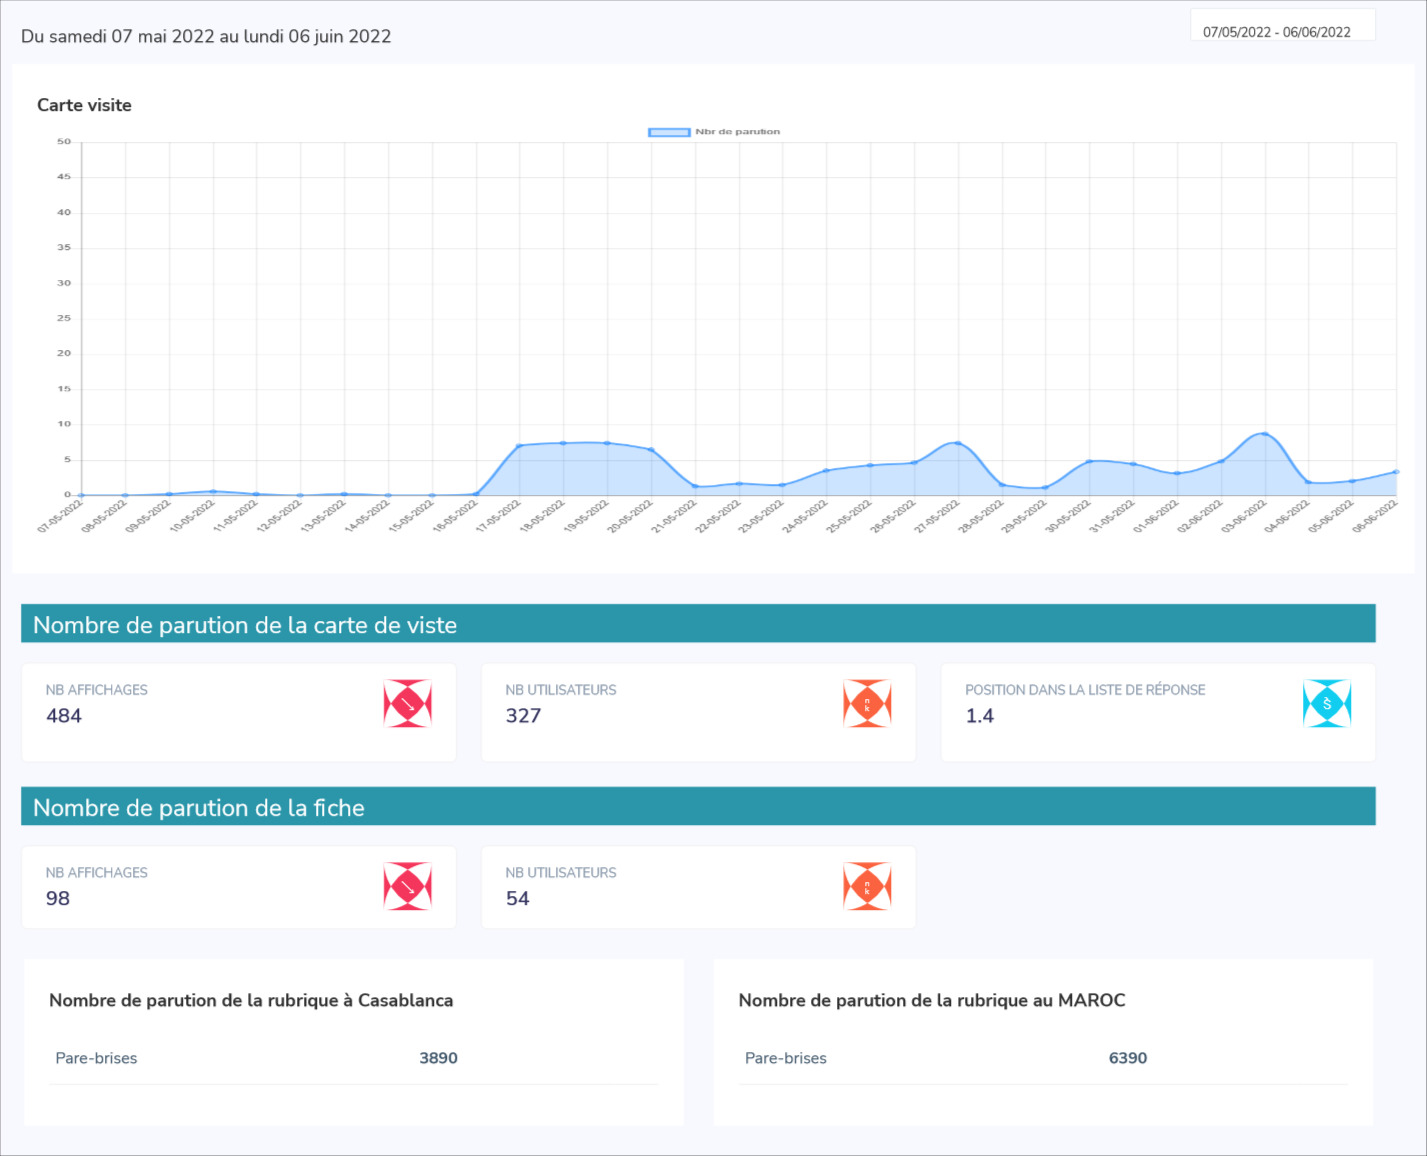 Du samedi 07 mai 2022 au lundi 06 juin 2022
07/05/2022 - 06/06/2022
Carte visite
Nbr de parution
50
45
40
35
30
25
20
15
10
5
0
07-05-2022 08-05-2022 09-05-2022 10-05-2022 11-05-2022 12-05-2022 13-05-2022 14-05-2022 15-05-2022 16-05-2022 17-05-2022 18-05-2022 19-05-2022 20-05-2022 21-05-2022 22-05-2022 23-05-2022 24-05-2022 25-05-2022 26-05-2022 27-05-2022 28-05-2022 29-05-2022 30-05-2022 31-05-2022 01-06-2022 02-06-2022 03-06-2022 04-06-2022 05-06-2022 06-06-2022
Nombre de parution de la carte de viste
NB AFFICHAGES
484
NB UTILISATEURS
327
POSITION DANS LA LISTE DE RÉPONSE
1.4
Nombre de parution de la fiche
NB AFFICHAGES
98
NB UTILISATEURS
54
Nombre de parution de la rubrique à Casablanca
Pare-brises 3890
Nombre de parution de la rubrique au MAROC
Pare-brises 6390